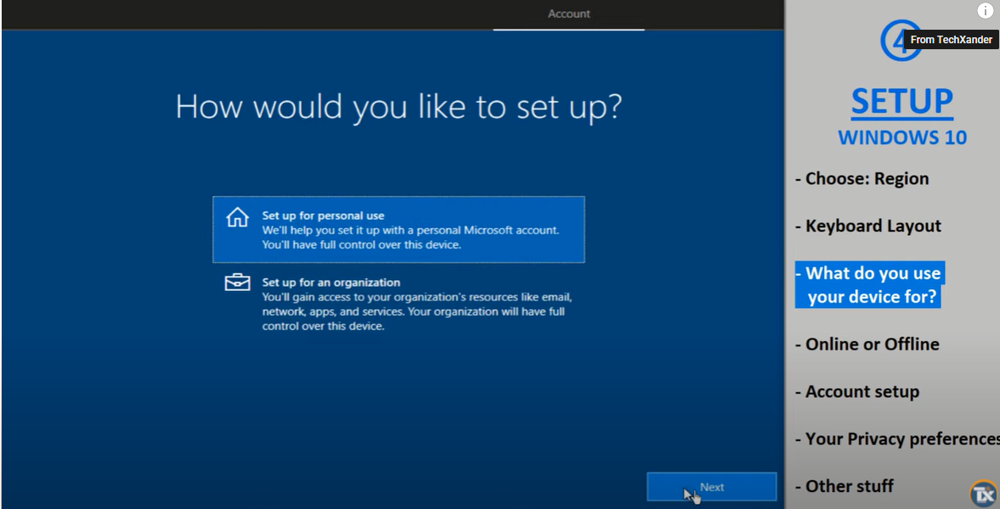 Account
How would you like to set up?
Set up for personal use
We'll help you set it up with a personal Microsoft account.
You'll have full control over this device.
Set up for an organization
You'll gain access to your organization's resources like email,
network, apps, and services. Your organization will have full
control over this device.
Next
4
From TechXander
SETUP
WINDOWS 10
- Choose: Region
- Keyboard Layout
- What do you use
your device for?
- Online or Offline
- Account setup
- Your Privacy preferences
- Other stuff
TX